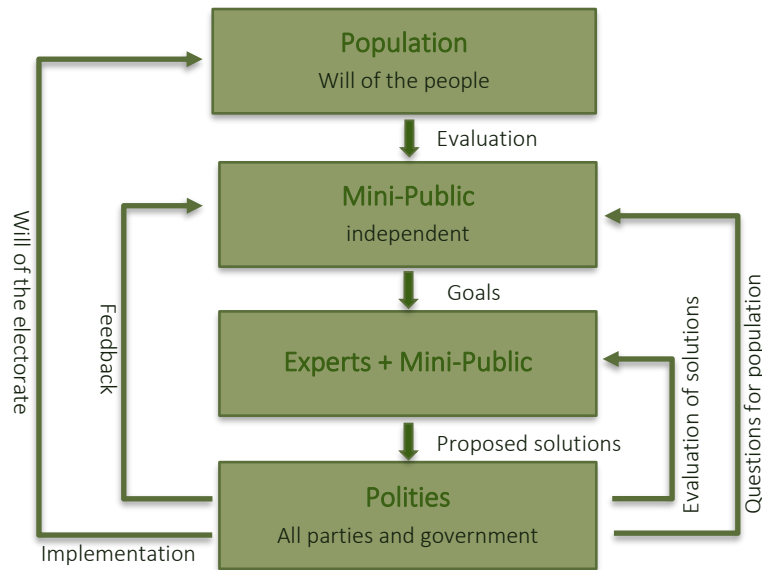 Population
Will of the people
Evaluation
Mini-Public
independent
Goals
Experts + Mini-Public
Proposed solutions
Polities
All parties and government
Will of the electorate
Feedback
Implementation
Evaluation of solutions
Questions for population